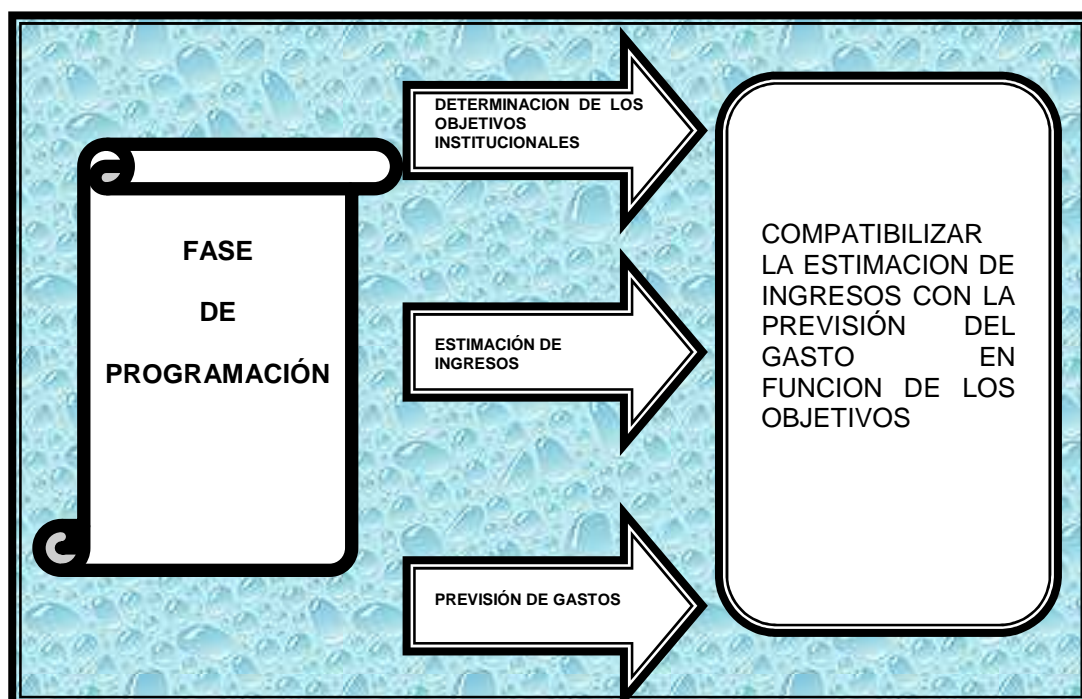 FASE
DE
PROGRAMACIÓN
DETERMINACION DE LOS
OBJETIVOS
INSTITUCIONALES
ESTIMACIÓN DE
INGRESOS
PREVISIÓN DE GASTOS
COMPATIBILIZAR
LA ESTIMACION DE
INGRESOS CON LA
PREVISIÓN DEL
GASTO EN
FUNCION DE LOS
OBJETIVOS